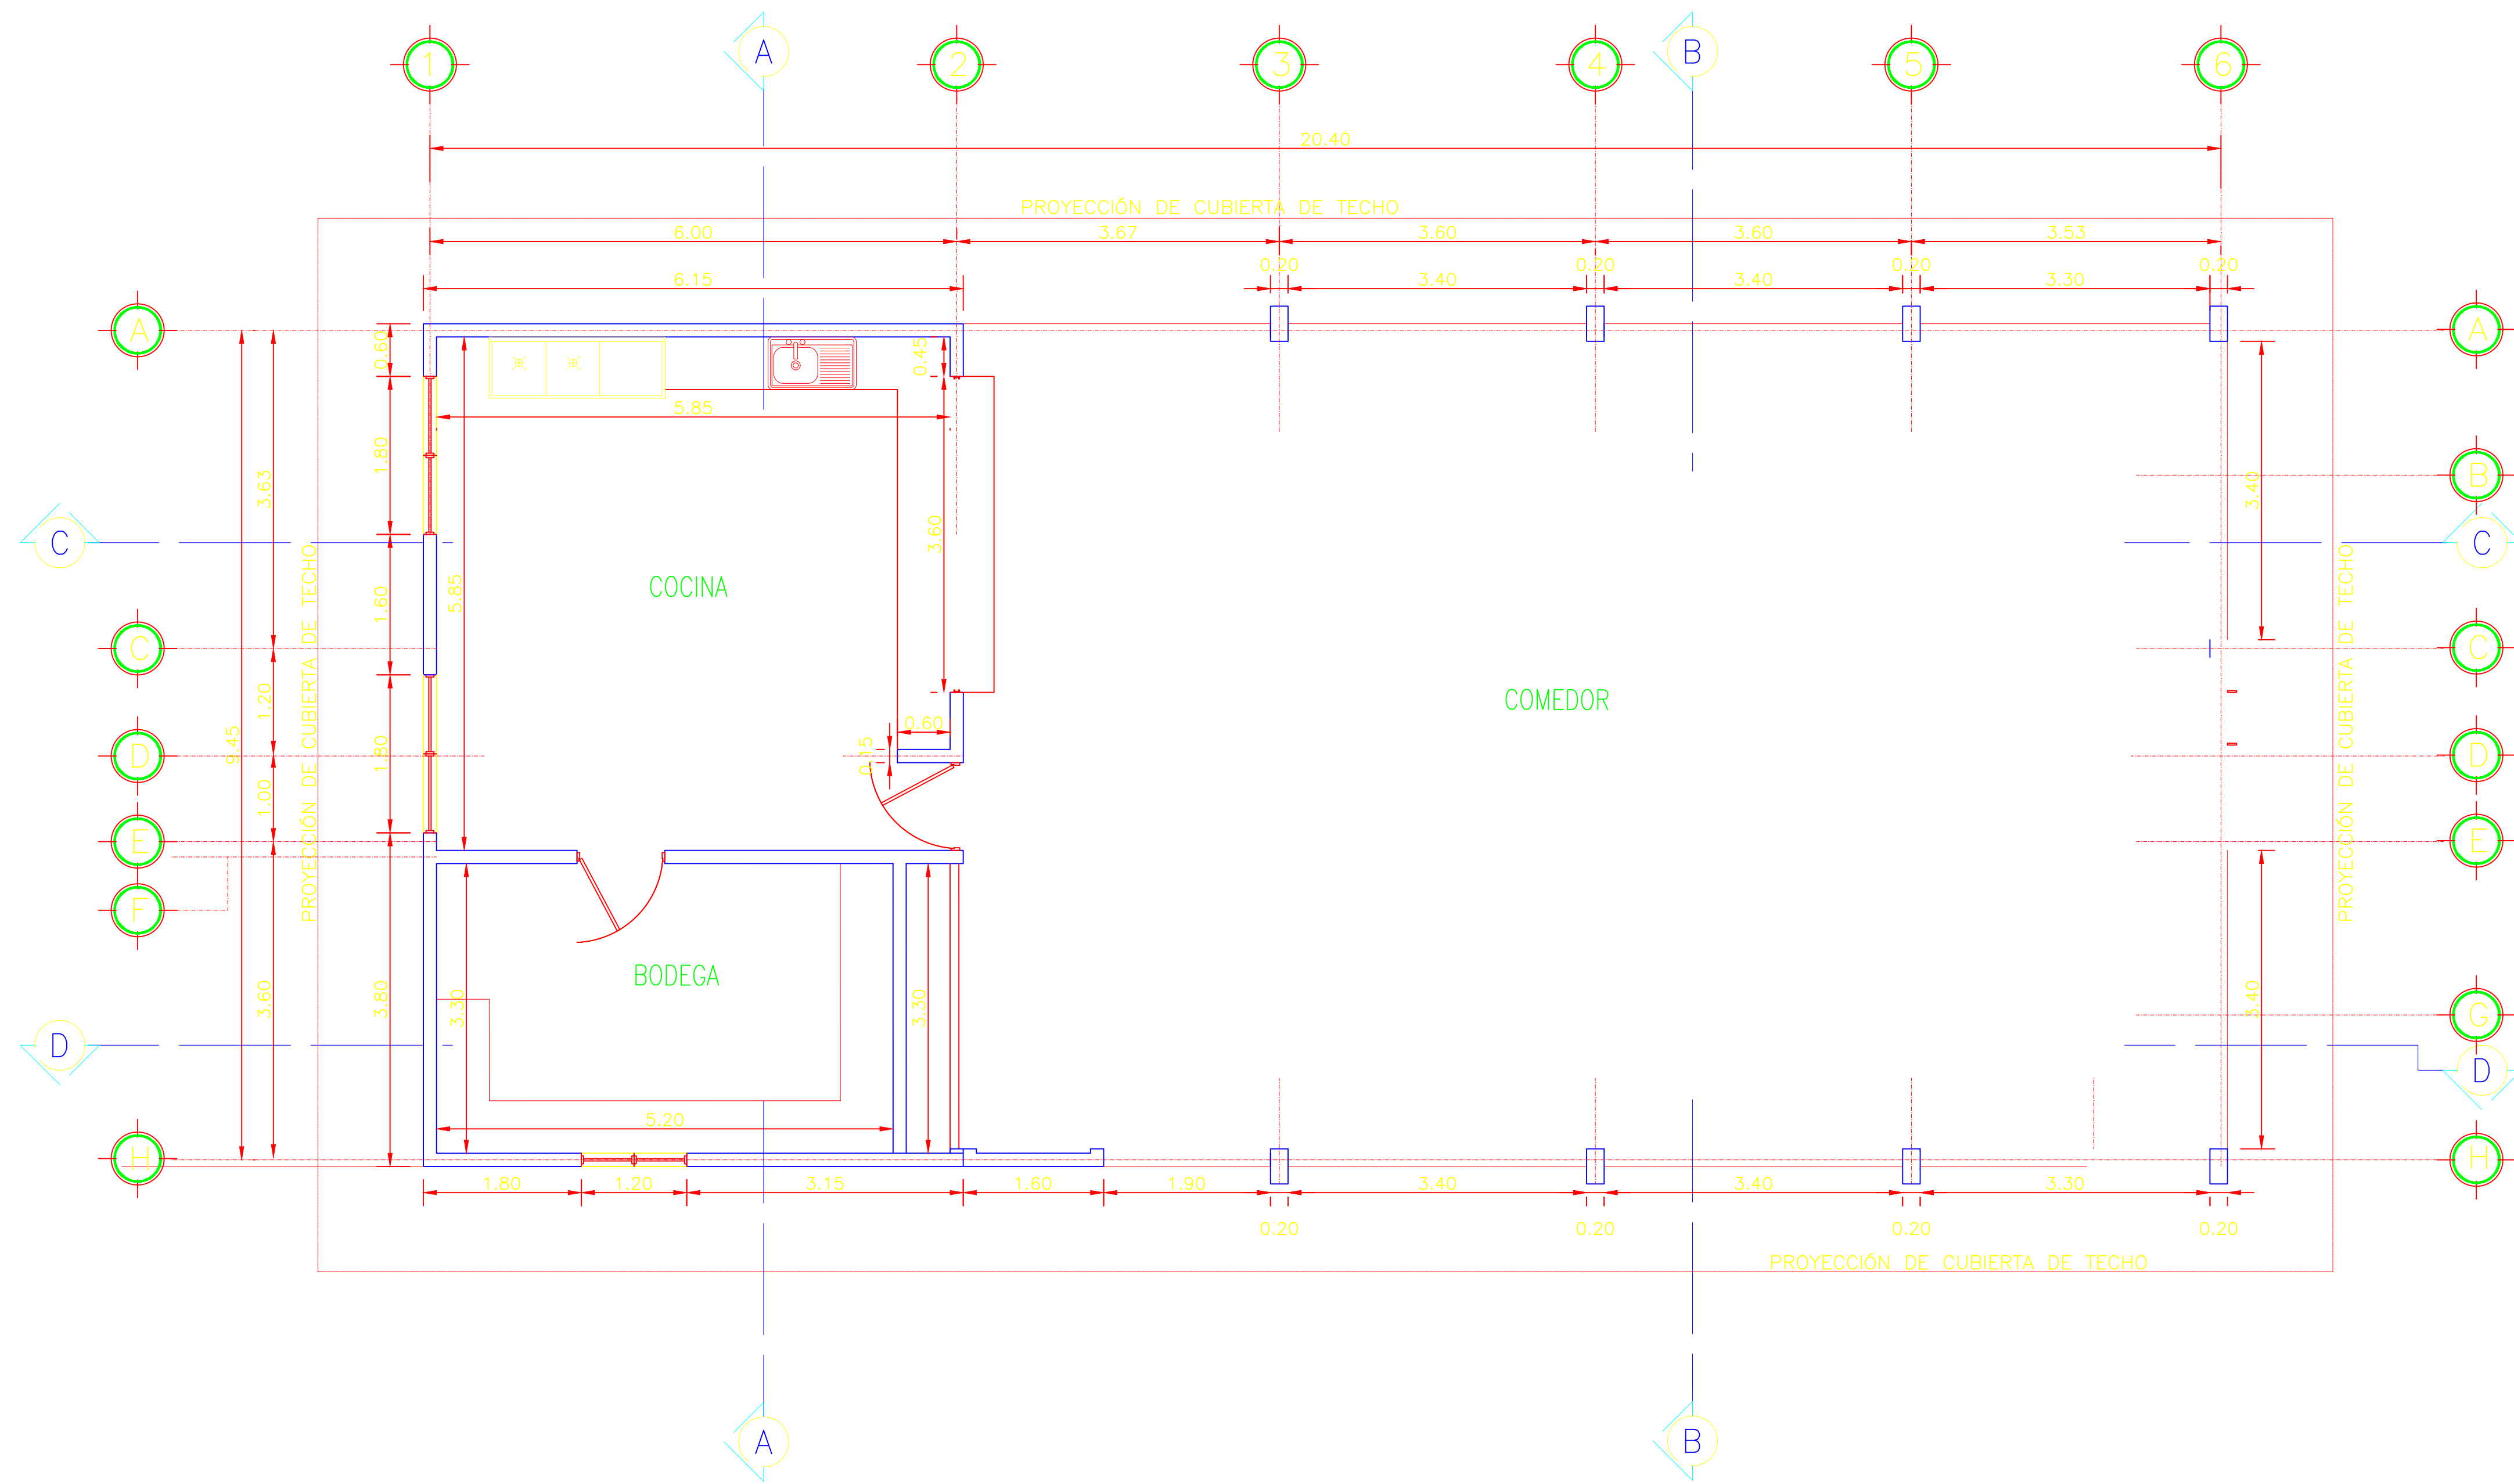 1 A 2 3 4 B 5 6
20.40
PROYECCIÓN DE CUBIERTA DE TECHO
6.00 3.67 3.60 3.60 3.53
0.20 0.20 0.20 0.20
6.15 3.40 3.40 3.30
A A
0.60 0.45
5.85
1.80 3.63 B 3.40
C 3.60 C
PROYECCIÓN DE CUBIERTA DE TECHO
PROYECCIÓN DE CUBIERTA DE TECHO
COCINA
5.85 1.60
C C
1.20 COMEDOR
0.60
9.45 1.80 0.15
D D
1.00
E E
F
BODEGA
3.60 3.80 3.30 3.30 3.40
G
D D
5.20
H H
1.80 1.20 3.15 1.60 1.90 3.40 3.40 3.30
0.20 0.20 0.20 0.20
PROYECCIÓN DE CUBIERTA DE TECHO
A B